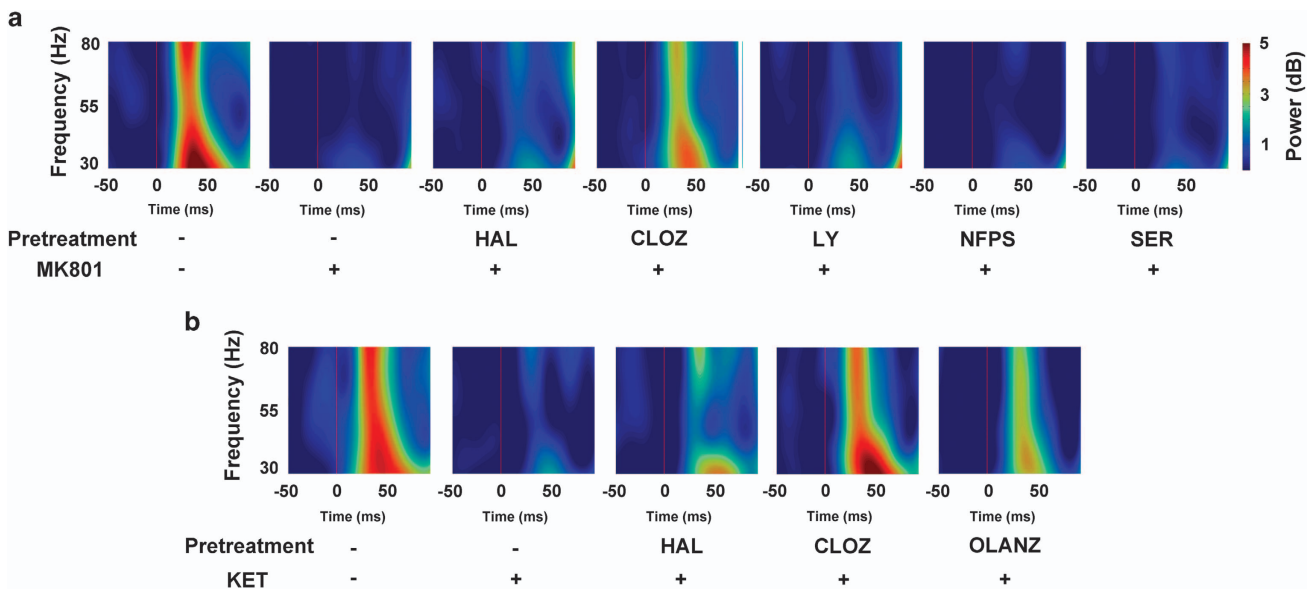 a
Frequency (Hz)
80
55
30
-50 0 50 -50 0 50 -50 0 50 -50 0 50 -50 0 50 -50 0 50 -50 0 50
Time (ms) Time (ms) Time (ms) Time (ms) Time (ms) Time (ms) Time (ms)
5
3
1
Power (dB)
Pretreatment - - HAL CLOZ LY NFPS SER
MK801 - + + + + + +
b
Frequency (Hz)
80
55
30
-50 0 50 -50 0 50 -50 0 50 -50 0 50 -50 0 50
Time (ms) Time (ms) Time (ms) Time (ms) Time (ms)
Pretreatment - - HAL CLOZ OLANZ
KET - + + + +